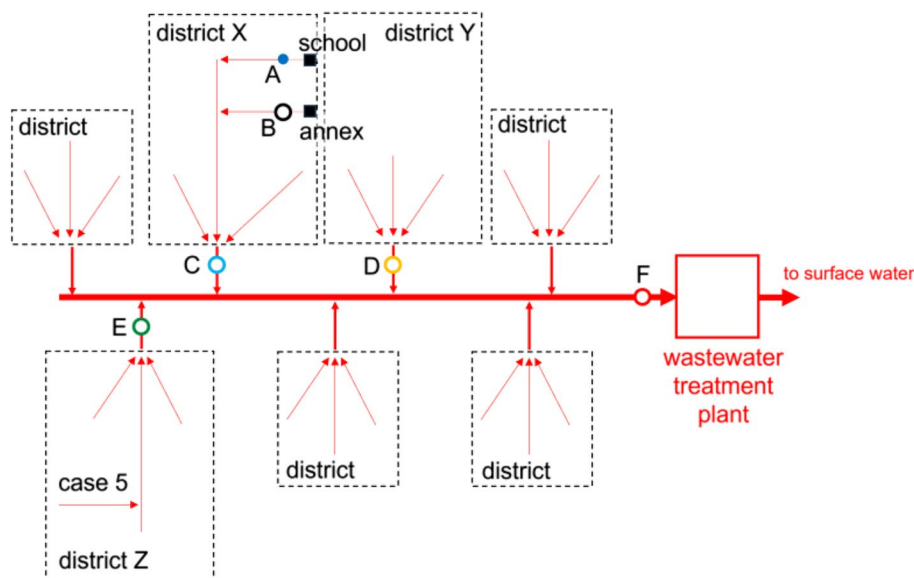 district X
school
district Y
A
B
annex
district
district
C
D
F
to surface water
E
wastewater
treatment
plant
case 5
district
district
district Z